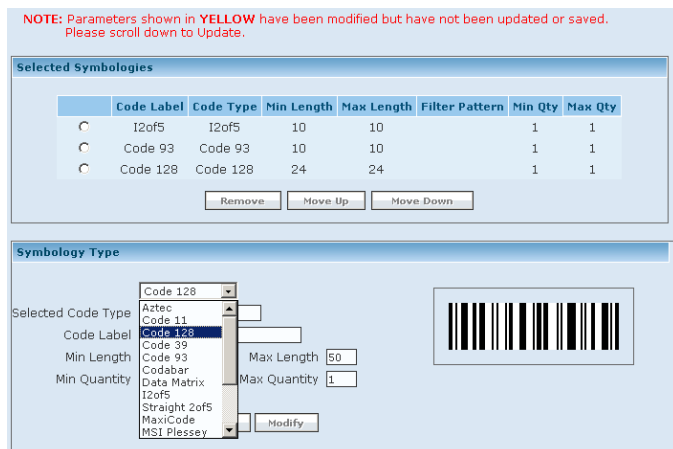 NOTE: Parameters shown in YELLOW have been modified but have not been updated or saved.
Please scroll down to Update.
Selected Symbologies
Code Label Code Type Min Length Max Length Filter Pattern Min Qty Max Qty
I2of5 I2of5 10 10 1 1
Code 93 Code 93 10 10 1 1
Code 128 Code 128 24 24 1 1
Remove Move Up Move Down
Symbology Type
Code 128
Selected Code Type
Code Label
Min Length Max Length 50
Min Quantity Max Quantity 1
Aztec
Code 11
Code 128
Code 39
Code 93
Codabar
Data Matrix
I2of5
Straight 2of5
MaxiCode
MSI Plessey
Modify